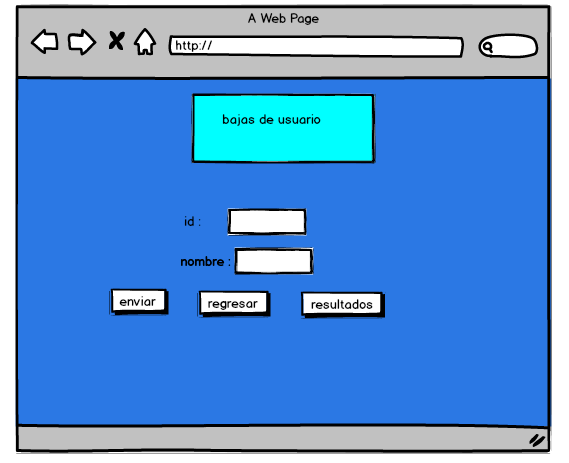 A Web Page
http://
bajas de usuario
id :
nombre :
enviar
regresar
resultados